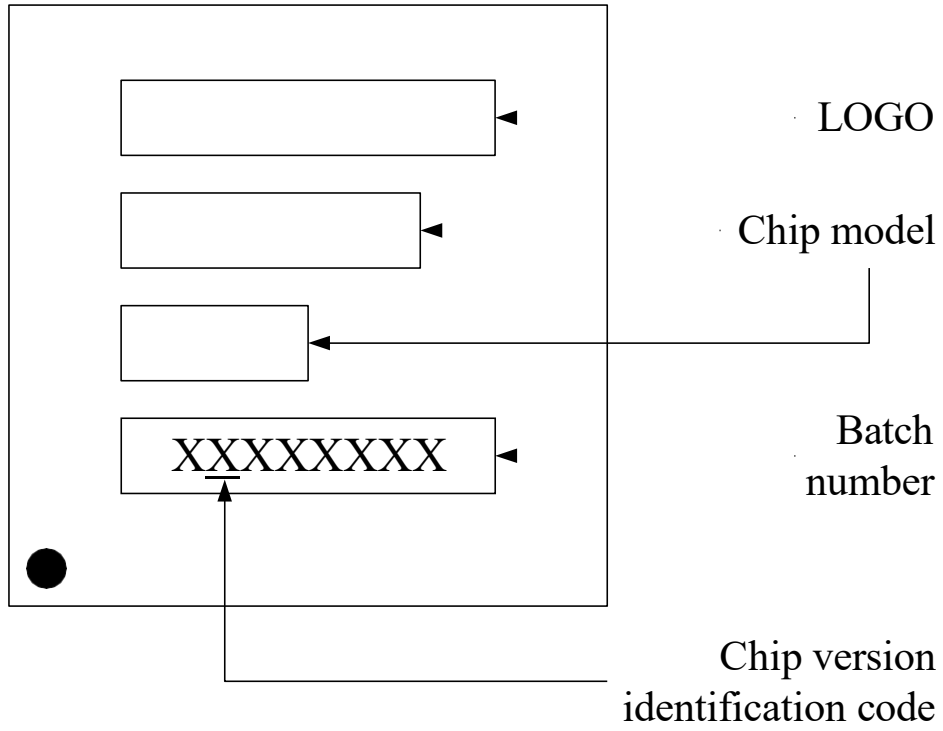 LOGO
Chip model
XXXXXXXX
Batch
number
Chip version
identification code